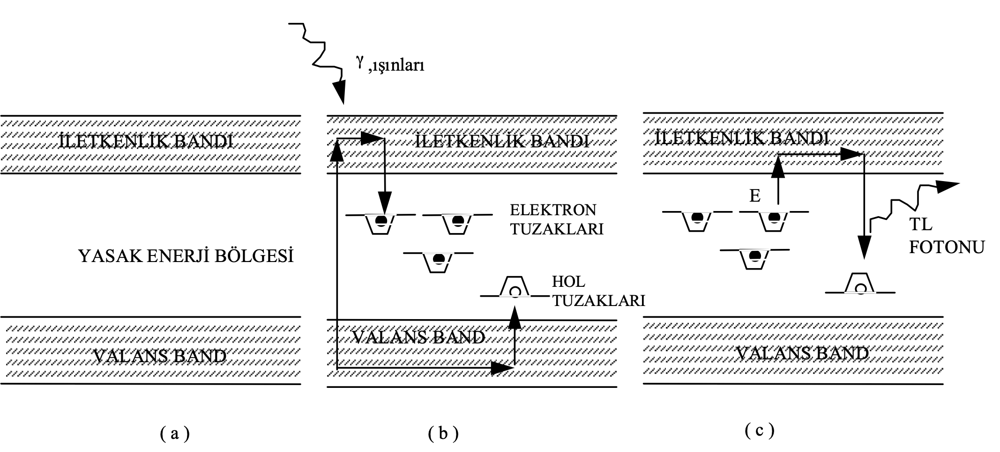 γ ,ışınları
İLETKENLİK BANDI
YASAK ENERJİ BÖLGESİ
VALANS BAND
( a )
İLETKENLİK BANDI
ELEKTRON
TUZAKLARI
HOL
TUZAKLARI
VALANS BAND
( b )
İLETKENLİK BANDI
E
TL
FOTONU
VALANS BAND
( c )